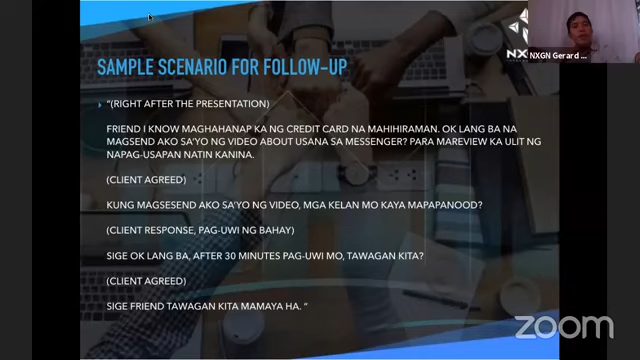 NXGN Gerard ...
SAMPLE SCENARIO FOR FOLLOW-UP
"(RIGHT AFTER THE PRESENTATION)
FRIEND I KNOW MAGHAHANAP KA NG CREDIT CARD NA MAHIHIRAMAN. OK LANG BA NA
MAGSEND AKO SA'YO NG VIDEO ABOUT USANA SA MESSENGER? PARA MAREVIEW KA ULIT NG
NAPAG-USAPAN NATIN KANINA.
(CLIENT AGREED)
KUNG MAGSESEND AKO SA'YO NG VIDEO, MGA KELAN MO KAYA MAPAPANOOD?
(CLIENT RESPONSE, PAG-UWI NG BAHAY)
SIGE OK LANG BA, AFTER 30 MINUTES PAG-UWI MO, TAWAGAN KITA?
(CLIENT AGREED)
SIGE FRIEND TAWAGAN KITA MAMAYA HA. "
zoom